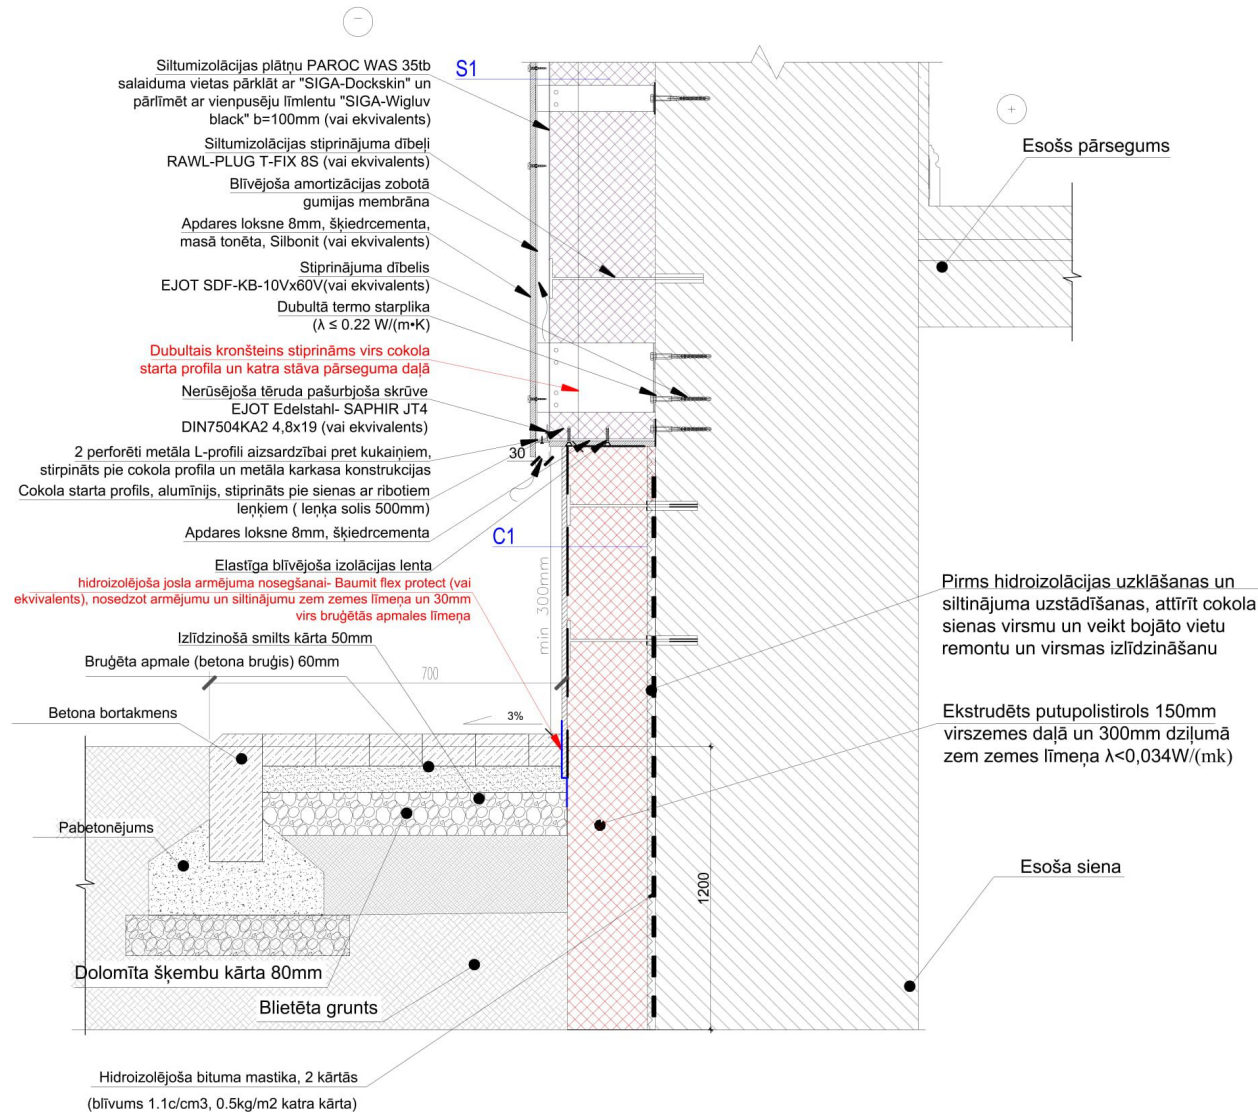 Siltumizolācijas plātņu PAROC WAS 35tb
salaiduma vietas pārklāt ar "SIGA-Dockskin" un
pārlīmēt ar vienpusēju līmlentu "SIGA-Wigluv
black" b=100mm (vai ekvivalents)
Siltumizolācijas stiprinājuma dībeļi
RAWL-PLUG T-FIX 8S (vai ekvivalents)
Blīvējoša amortizācijas zobotā
gumijas membrāna
Apdares loksne 8mm, šķiedrcementa,
masā tonēta, Silbonit (vai ekvivalents)
Stiprinājuma dībelis
EJOT SDF-KB-10Vx60V(vai ekvivalents)
Dubultā termo starplika
(λ ≤ 0.22 W/(m•K)
Dubultais kronšteins stiprināms virs cokola
starta profila un katra stāva pārseguma daļā
Nerūsējoša tēruda pašurbjoša skrūve
EJOT Edelstahl- SAPHIR JT4
DIN7504KA2 4,8x19 (vai ekvivalents)
2 perforēti metāla L-profili aizsardzībai pret kukaiņiem,
stirpināts pie cokola profila un metāla karkasa konstrukcijas
Cokola starta profils, alumīnijs, stiprināts pie sienas ar ribotiem
leņķiem ( leņka solis 500mm)
Apdares loksne 8mm, šķiedrcementa
Elastīga blīvējoša izolācijas lenta
hidroizolējoša josla armējuma nosegšanai- Baumit flex protect (vai
ekvivalents), nosedzot armējumu un siltinājumu zem zemes līmeņa un 30mm
virs bruģētās apmales līmeņa
Izlīdzinošā smilts kārta 50mm
Bruģēta apmale (betona bruģis) 60mm
Betona bortakmens
Pabetonējums
Dolomīta šķembu kārta 80mm
Blietēta grunts
Hidroizolējoša bituma mastika, 2 kārtās
(blīvums 1.1c/cm3, 0.5kg/m2 katra kārta)
S1
30
C1
min 300mm
700
3%
1200
−
+
Esošs pārsegums
Pirms hidroizolācijas uzklāšanas un
siltinājuma uzstādīšanas, attīrīt cokola
sienas virsmu un veikt bojāto vietu
remontu un virsmas izlīdzināšanu
Ekstrudēts putupolistirols 150mm
virszemes daļā un 300mm dziļumā
zem zemes līmeņa λ<0,034W/(mk)
Esoša siena